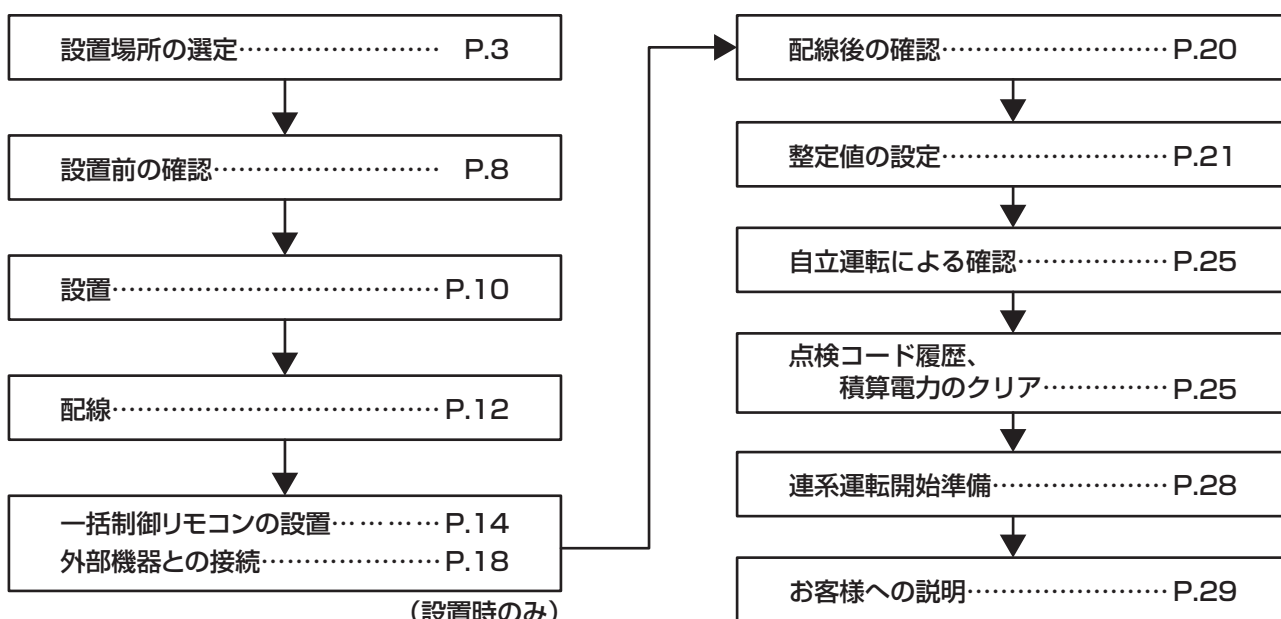 設置場所の選定…………………… P.3
設置前の確認……………………… P.8
設置…………………………………P.10
配線…………………………………P.12
一括制御リモコンの設置…………P.14
外部機器との接続…………………P.18
(設置時のみ)
配線後の確認………………………P.20
整定値の設定………………………P.21
自立運転による確認………………P.25
点検コード履歴、
積算電力のクリア……………P.25
連系運転開始準備…………………P.28
お客様への説明……………………P.29